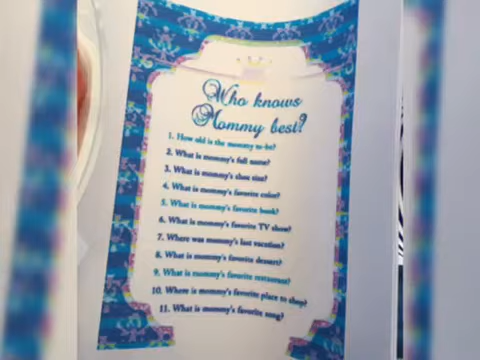 Who knows
Mommy best?
1. How old is the mommy to-be?
2. What is mommy's full name?
3. What is mommy's shoe size?
4. What is mommy's favorite color?
5. What is mommy's favorite book?
6. What is mommy's favorite TV show?
7. Where was mommy's last vacation?
8. What is mommy's favorite dessert?
9. What is mommy's favorite restaurant?
10. Where is mommy's favorite place to shop?
11. What is mommy's favorite song?